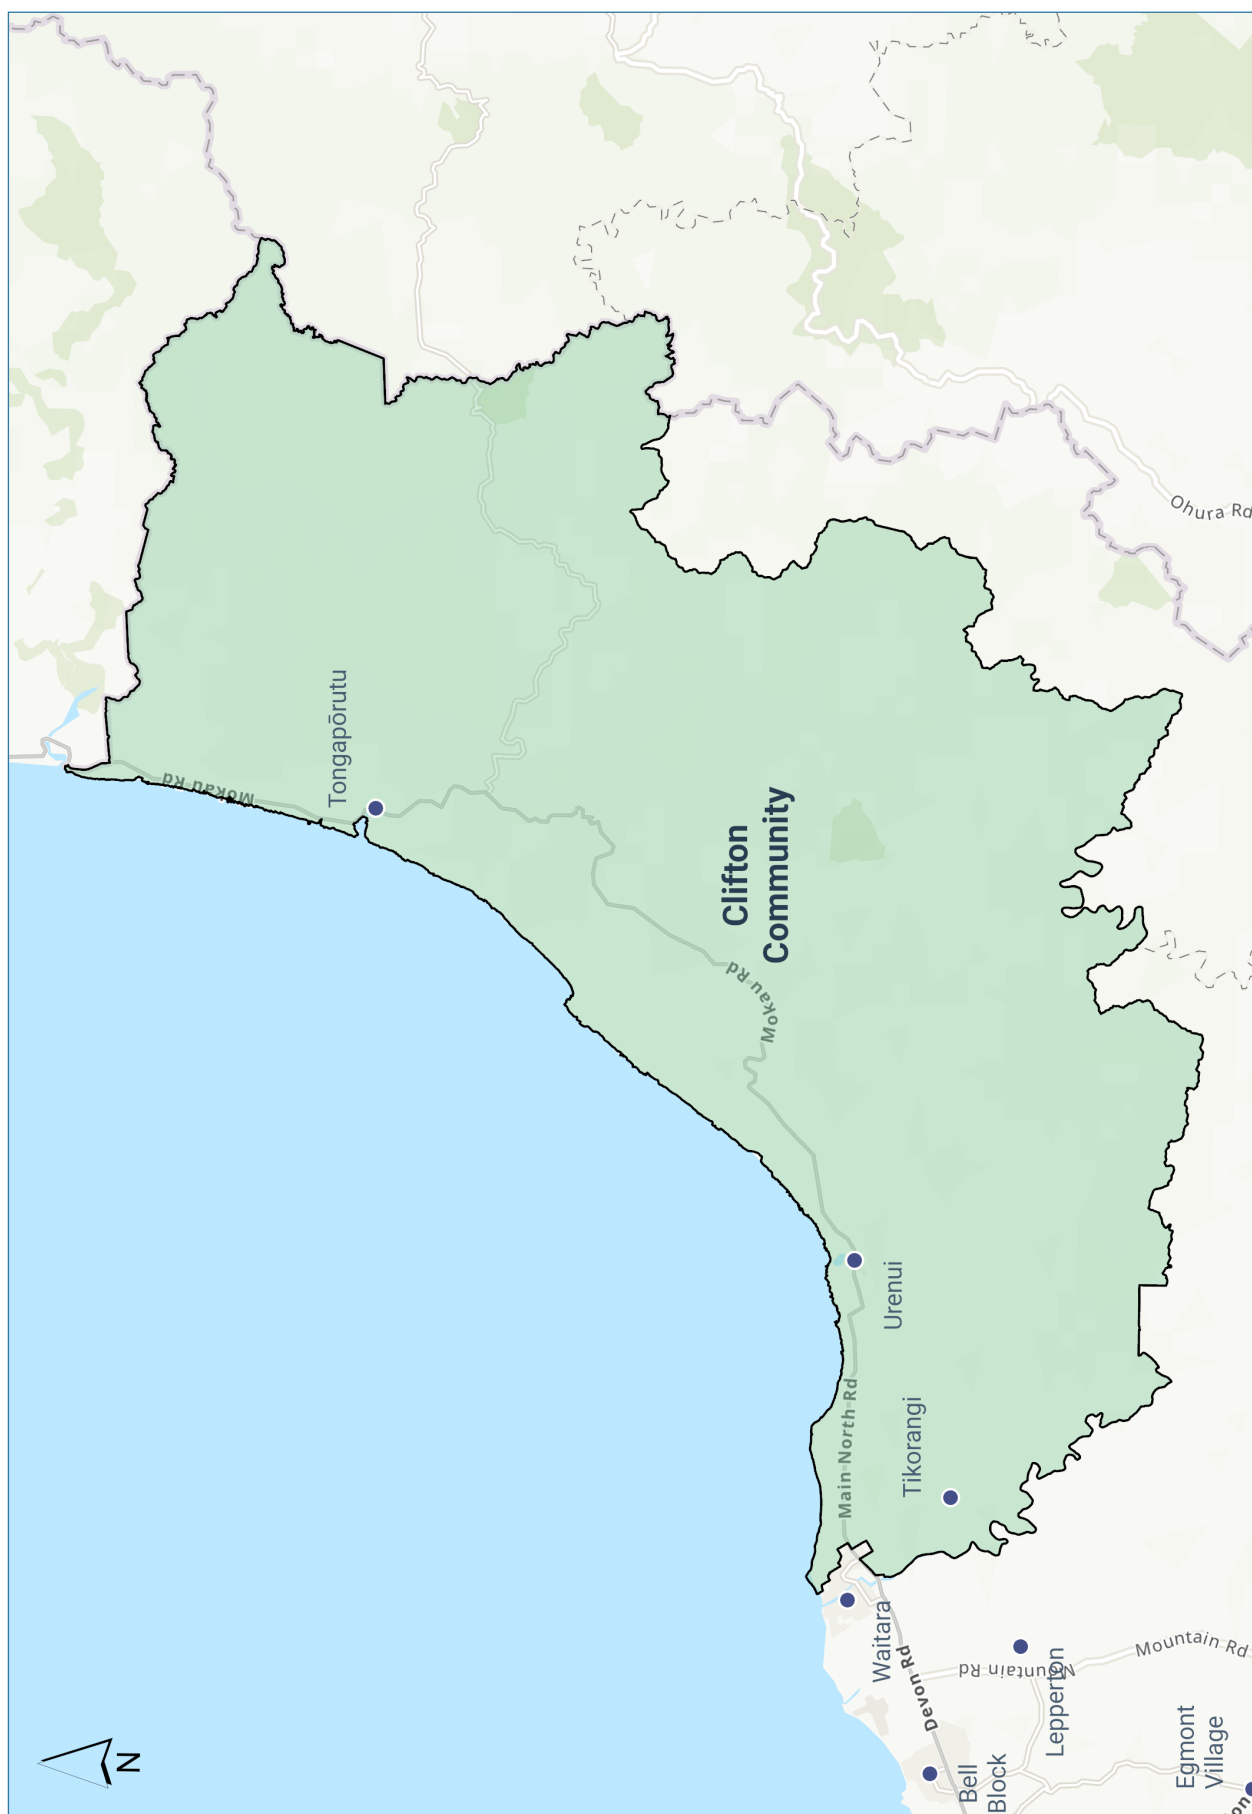 Mokau Rd
Tongapōrutu
Clifton
Community
Mokau Rd
Ohura Rd
Urenui
Main North Rd
Tikorangi
Waitara
Devon Rd
Mountain Rd
Mountain Rd
Lepperton
Egmont
Village
Bell
Block
N